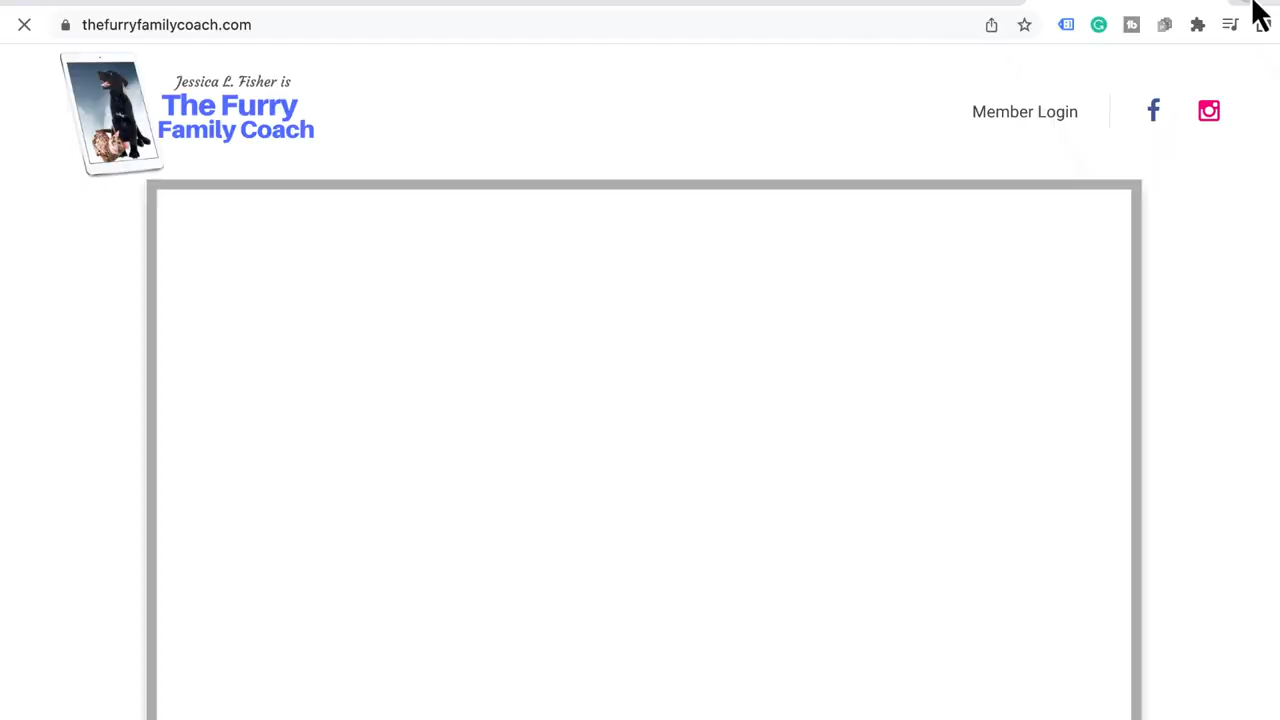 thefurryfamilycoach.com
Jessica L. Fisher is
The Furry
Family Coach
Member Login